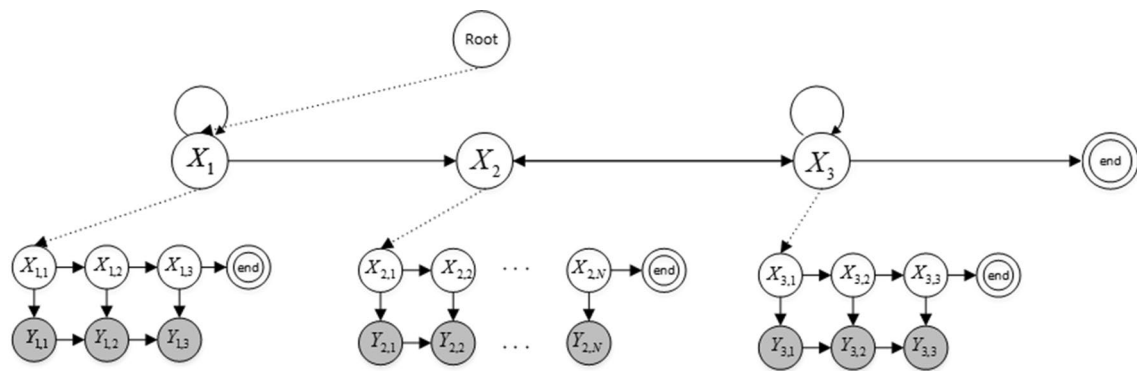 Root
X₁ X₂ X₃ end
X₁,₁ X₁,₂ X₁,₃ end X₂,₁ X₂,₂ ... X₂,N end X₃,₁ X₃,₂ X₃,₃ end
Y₁,₁ Y₁,₂ Y₁,₃ Y₂,₁ Y₂,₂ ... Y₂,N Y₃,₁ Y₃,₂ Y₃,₃